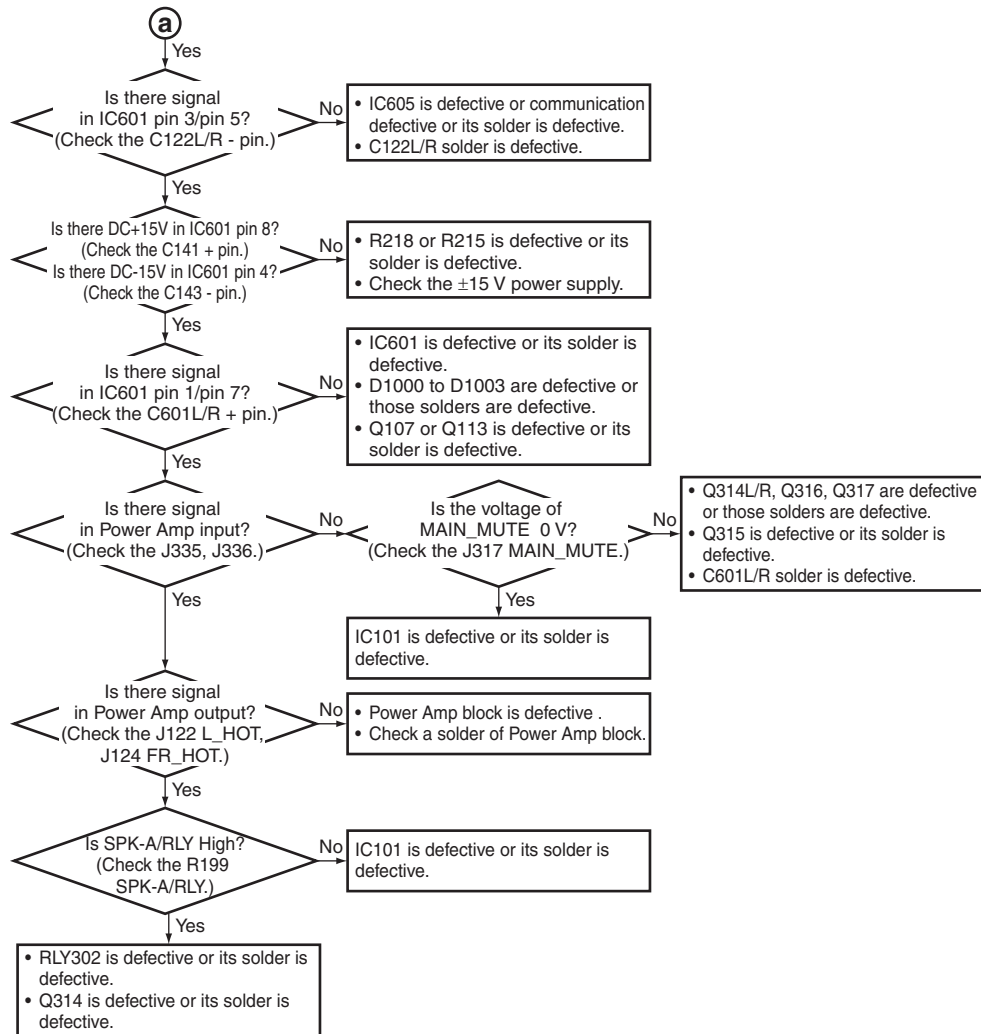 a
Yes
Is there signal
in IC601 pin 3/pin 5?
(Check the C122L/R - pin.)
No
• IC605 is defective or communication
defective or its solder is defective.
• C122L/R solder is defective.
Yes
Is there DC+15V in IC601 pin 8?
(Check the C141 + pin.)
Is there DC-15V in IC601 pin 4?
(Check the C143 - pin.)
No
• R218 or R215 is defective or its
solder is defective.
• Check the ±15 V power supply.
Yes
Is there signal
in IC601 pin 1/pin 7?
(Check the C601L/R + pin.)
No
• IC601 is defective or its solder is
defective.
• D1000 to D1003 are defective or
those solders are defective.
• Q107 or Q113 is defective or its
solder is defective.
Yes
Is there signal
in Power Amp input?
(Check the J335, J336.)
No
Is the voltage of
MAIN_MUTE 0 V?
(Check the J317 MAIN_MUTE.)
No
• Q314L/R, Q316, Q317 are defective
or those solders are defective.
• Q315 is defective or its solder is
defective.
• C601L/R solder is defective.
Yes
IC101 is defective or its solder is
defective.
Yes
Is there signal
in Power Amp output?
(Check the J122 L_HOT,
J124 FR_HOT.)
No
• Power Amp block is defective .
• Check a solder of Power Amp block.
Yes
Is SPK-A/RLY High?
(Check the R199
SPK-A/RLY.)
No
IC101 is defective or its solder is
defective.
Yes
• RLY302 is defective or its solder is
defective.
• Q314 is defective or its solder is
defective.